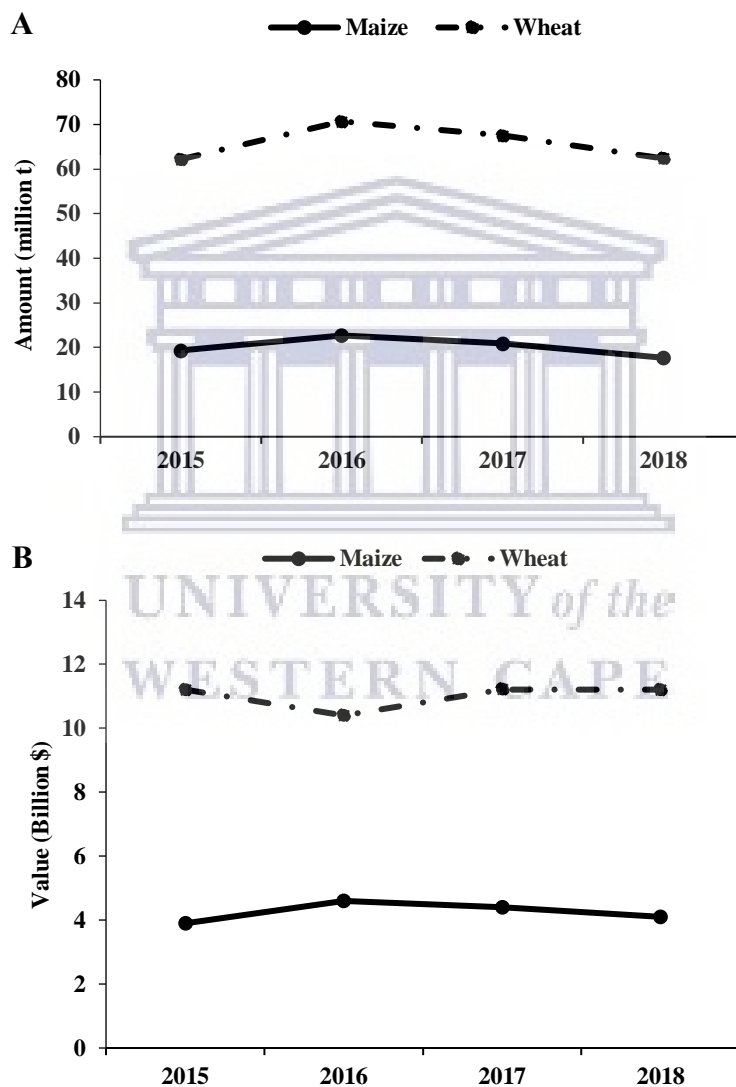 A
Maize Wheat
80
70
60
50
40
30
20
10
0
Amount (million t)
2015 2016 2017 2018
B
Maize Wheat
14
12
10
8
6
4
2
0
Value (Billion $)
UNIVERSITY of the
WESTERN CAPE
2015 2016 2017 2018